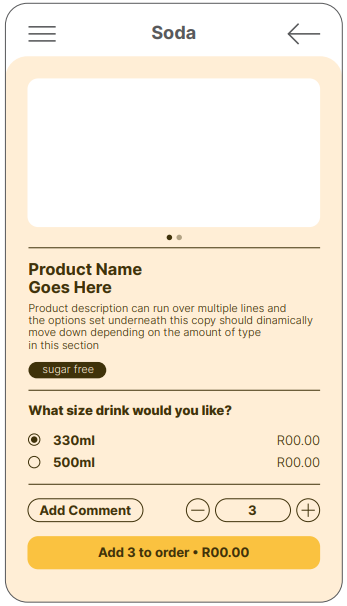 Soda
Product Name
Goes Here
Product description can run over multiple lines and
the options set underneath this copy should dinamically
move down depending on the amount of type
in this section
sugar free
What size drink would you like?
330ml R00.00
500ml R00.00
Add Comment 3
Add 3 to order • R00.00